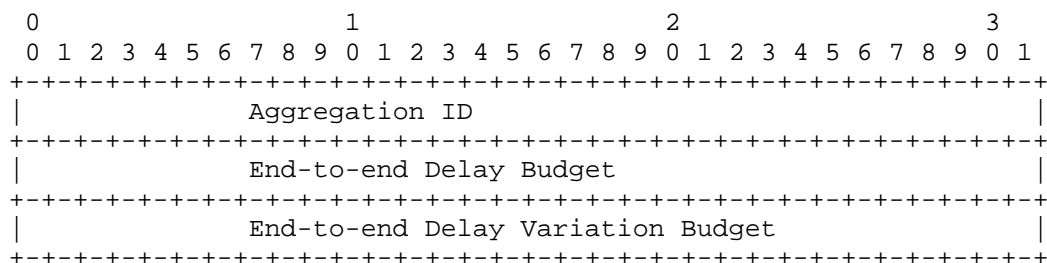 0                   1                   2                   3
 0 1 2 3 4 5 6 7 8 9 0 1 2 3 4 5 6 7 8 9 0 1 2 3 4 5 6 7 8 9 0 1
+-+-+-+-+-+-+-+-+-+-+-+-+-+-+-+-+-+-+-+-+-+-+-+-+-+-+-+-+-+-+-+-+
|              Aggregation ID                                   |
+-+-+-+-+-+-+-+-+-+-+-+-+-+-+-+-+-+-+-+-+-+-+-+-+-+-+-+-+-+-+-+-+
|              End-to-end Delay Budget                          |
+-+-+-+-+-+-+-+-+-+-+-+-+-+-+-+-+-+-+-+-+-+-+-+-+-+-+-+-+-+-+-+-+
|              End-to-end Delay Variation Budget                |
+-+-+-+-+-+-+-+-+-+-+-+-+-+-+-+-+-+-+-+-+-+-+-+-+-+-+-+-+-+-+-+-+